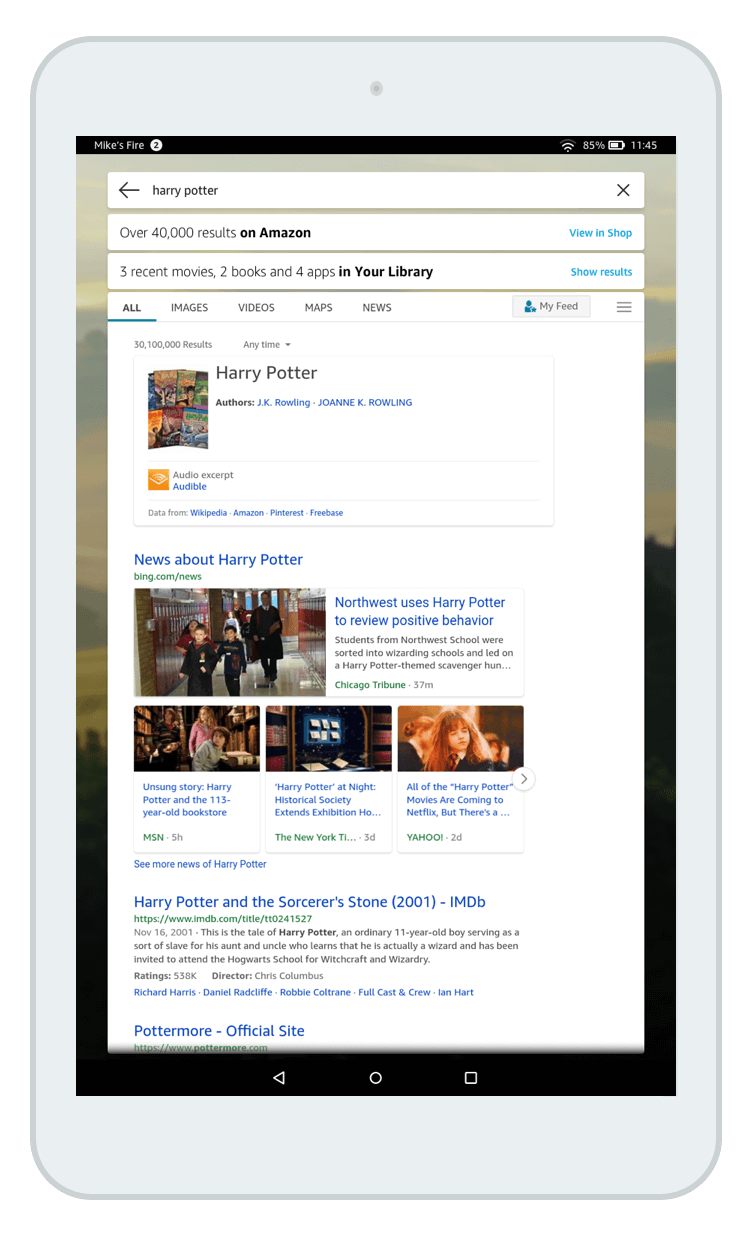 Mike's Fire 2 85% 11:45
harry potter
Over 40,000 results on Amazon View in Shop
3 recent movies, 2 books and 4 apps in Your Library Show results
ALL IMAGES VIDEOS MAPS NEWS My Feed
30,100,000 Results Any time
Harry Potter
Authors: J.K. Rowling · JOANNE K. ROWLING
Audio excerpt
Audible
Data from: Wikipedia · Amazon · Pinterest · Freebase
News about Harry Potter
bing.com/news
Northwest uses Harry Potter
to review positive behavior
Students from Northwest School were
sorted into wizarding schools and led on
a Harry Potter-themed scavenger hun...
Chicago Tribune · 37m
Unsung story: Harry
Potter and the 113-
year-old bookstore
MSN · 5h
'Harry Potter' at Night:
Historical Society
Extends Exhibition Ho...
The New York Ti... · 3d
All of the "Harry Potter"
Movies Are Coming to
Netflix, But There's a ...
YAHOO! · 2d
See more news of Harry Potter
Harry Potter and the Sorcerer's Stone (2001) - IMDb
https://www.imdb.com/title/tt0241527
Nov 16, 2001 · This is the tale of Harry Potter, an ordinary 11-year-old boy serving as a
sort of slave for his aunt and uncle who learns that he is actually a wizard and has been
invited to attend the Hogwarts School for Witchcraft and Wizardry.
Ratings: 538K Director: Chris Columbus
Richard Harris · Daniel Radcliffe · Robbie Coltrane · Full Cast & Crew · Ian Hart
Pottermore - Official Site
https://www.pottermore.com